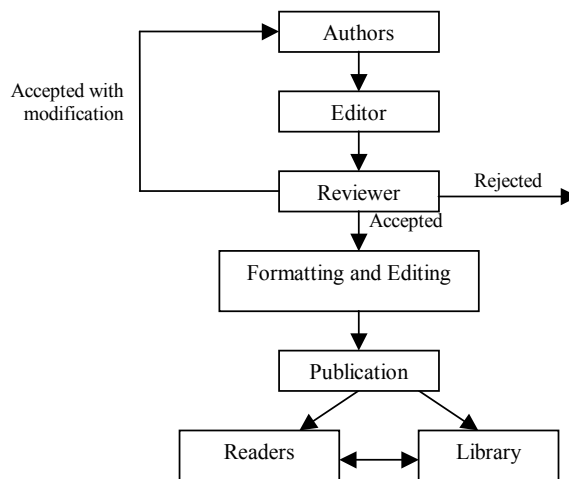 Authors
Accepted with
modification
Editor
Reviewer
Rejected
Accepted
Formatting and Editing
Publication
Readers
Library